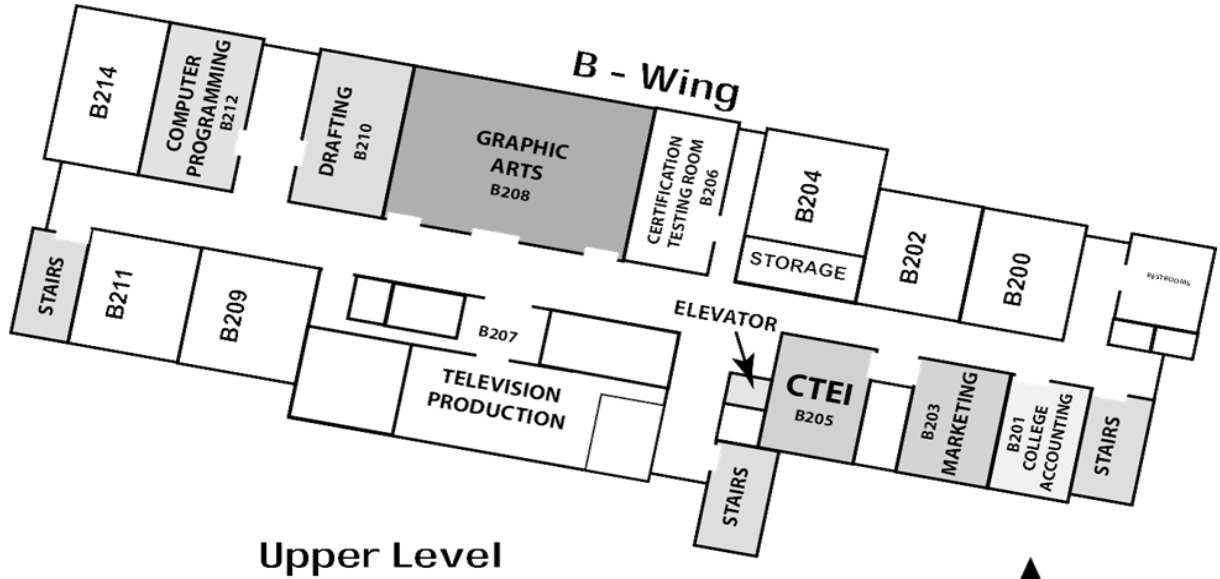 B - Wing
B214
COMPUTER
PROGRAMMING
B212
DRAFTING
B210
GRAPHIC
ARTS
B208
CERTIFICATION
TESTING ROOM
B206
B204
STORAGE
B202
B200
RESTROOMS
STAIRS
B211
B209
B207
TELEVISION
PRODUCTION
ELEVATOR
CTEI
B205
STAIRS
B203
MARKETING
B201
COLLEGE
ACCOUNTING
STAIRS
Upper Level